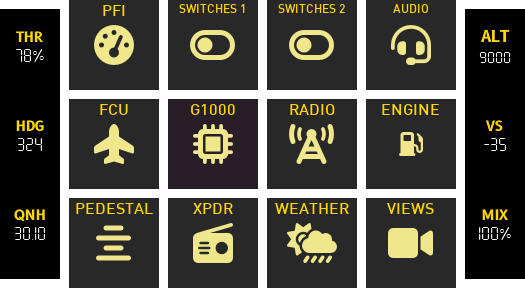 PFI
SWITCHES 1
SWITCHES 2
AUDIO
THR
78%
ALT
9000
FCU
G1000
RADIO
ENGINE
HDG
324
VS
-35
PEDESTAL
XPDR
WEATHER
VIEWS
QNH
30.10
MIX
100%